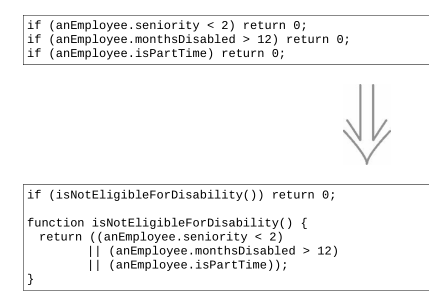 if (anEmployee.seniority < 2) return 0;
if (anEmployee.monthsDisabled > 12) return 0;
if (anEmployee.isPartTime) return 0;
if (isNotEligibleForDisability()) return 0;
function isNotEligibleForDisability() {
  return ((anEmployee.seniority < 2)
          || (anEmployee.monthsDisabled > 12)
          || (anEmployee.isPartTime));
}